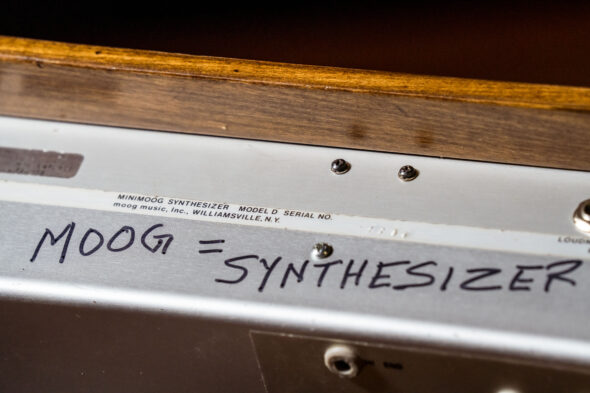 MINIMOOG SYNTHESIZER MODEL D SERIAL NO.
moog music, Inc., WILLIAMSVILLE, N.Y.
MOOG = SYNTHESIZER